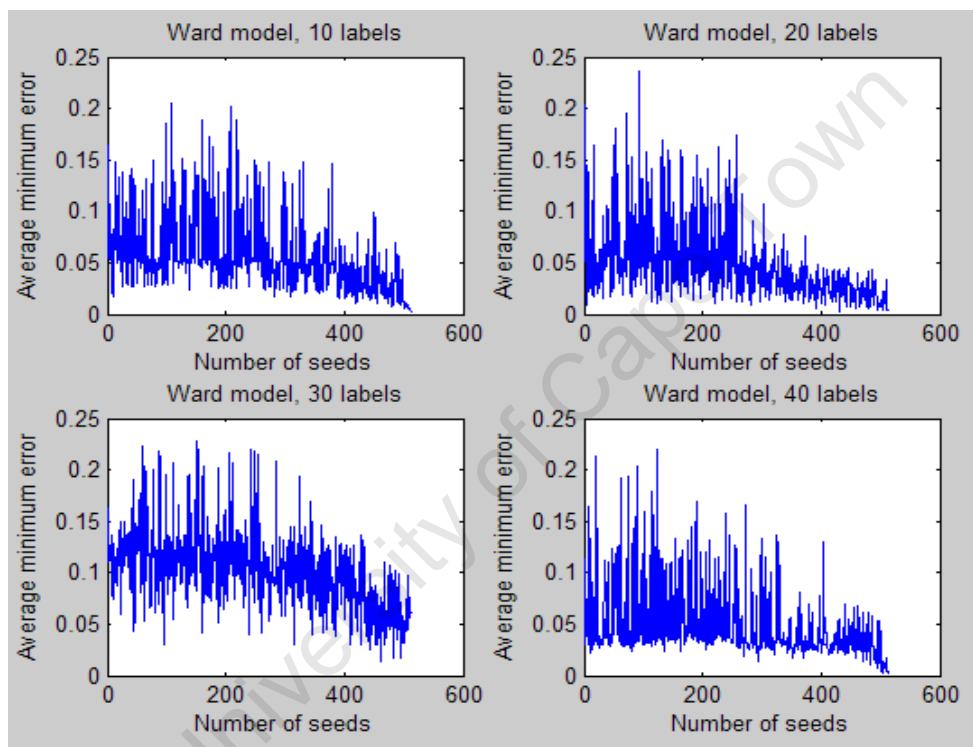 Ward model, 10 labels
Average minimum error
0.25
0.2
0.15
0.1
0.05
0
0 200 400 600
Number of seeds
Ward model, 20 labels
Average minimum error
0.25
0.2
0.15
0.1
0.05
0
0 200 400 600
Number of seeds
Ward model, 30 labels
Average minimum error
0.25
0.2
0.15
0.1
0.05
0
0 200 400 600
Number of seeds
Ward model, 40 labels
Average minimum error
0.25
0.2
0.15
0.1
0.05
0
0 200 400 600
Number of seeds
University of Cape Town